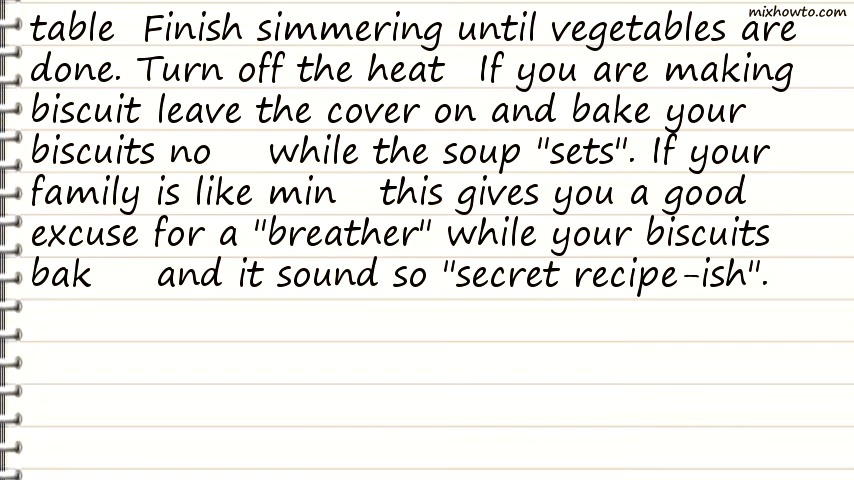 mixhowto.com
table Finish simmering until vegetables are
done. Turn off the heat If you are making
biscuit leave the cover on and bake your
biscuits no while the soup "sets". If your
family is like min this gives you a good
excuse for a "breather" while your biscuits
bak and it sound so "secret recipe-ish".